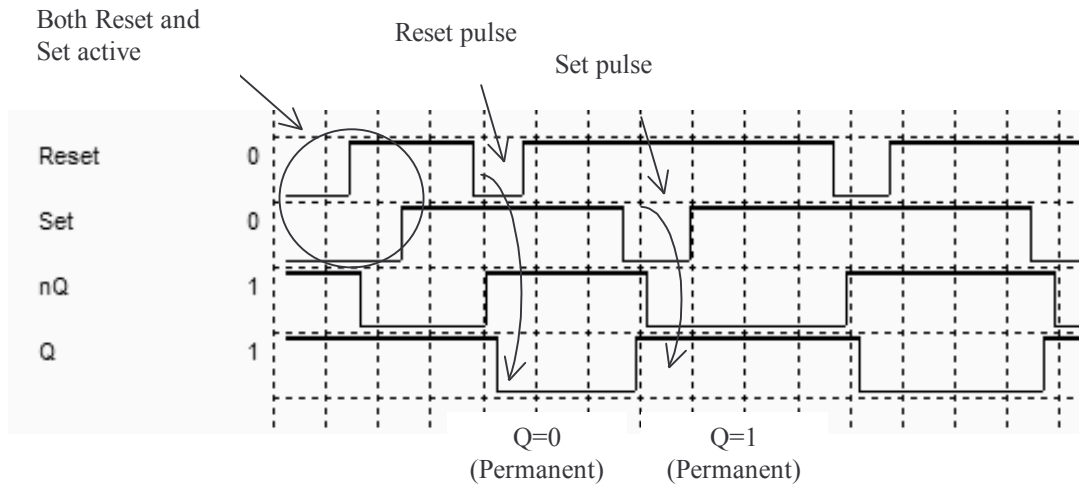 Both Reset and
Set active
Reset pulse
Set pulse
Reset 0
Set 0
nQ 1
Q 1
Q=0
(Permanent)
Q=1
(Permanent)